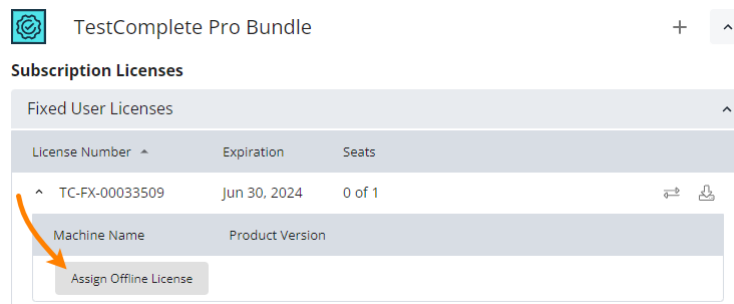 TestComplete Pro Bundle
Subscription Licenses
Fixed User Licenses
License Number Expiration Seats
TC-FX-00033509 Jun 30, 2024 0 of 1
Machine Name Product Version
Assign Offline License